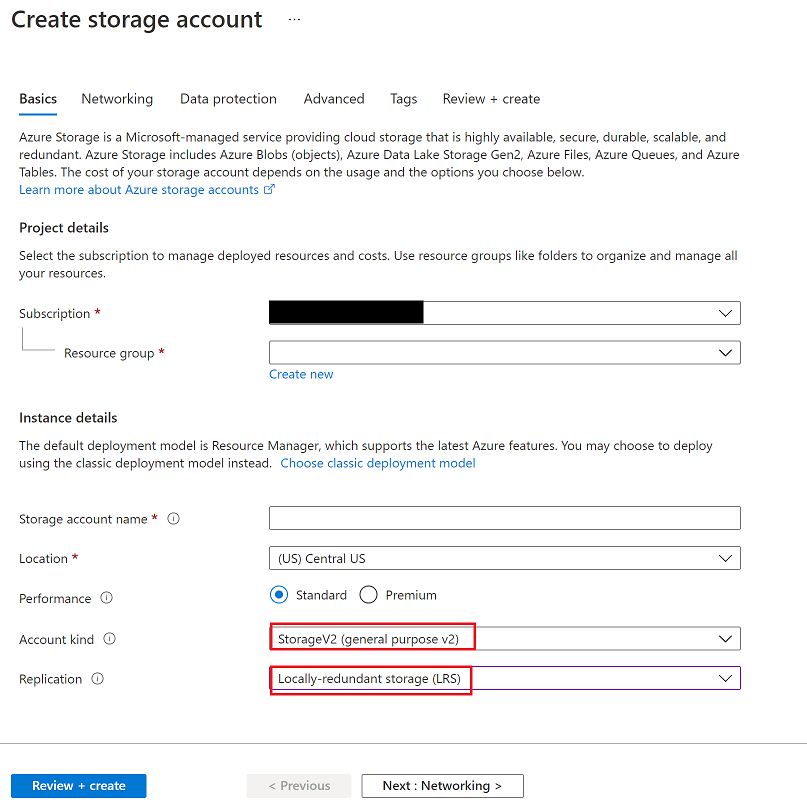 Create storage account ...
Basics Networking Data protection Advanced Tags Review + create
Azure Storage is a Microsoft-managed service providing cloud storage that is highly available, secure, durable, scalable, and
redundant. Azure Storage includes Azure Blobs (objects), Azure Data Lake Storage Gen2, Azure Files, Azure Queues, and Azure
Tables. The cost of your storage account depends on the usage and the options you choose below.
Learn more about Azure storage accounts
Project details
Select the subscription to manage deployed resources and costs. Use resource groups like folders to organize and manage all
your resources.
Subscription *
Resource group *
Create new
Instance details
The default deployment model is Resource Manager, which supports the latest Azure features. You may choose to deploy
using the classic deployment model instead. Choose classic deployment model
Storage account name *
Location * (US) Central US
Performance Standard Premium
Account kind StorageV2 (general purpose v2)
Replication Locally-redundant storage (LRS)
Review + create < Previous Next : Networking >